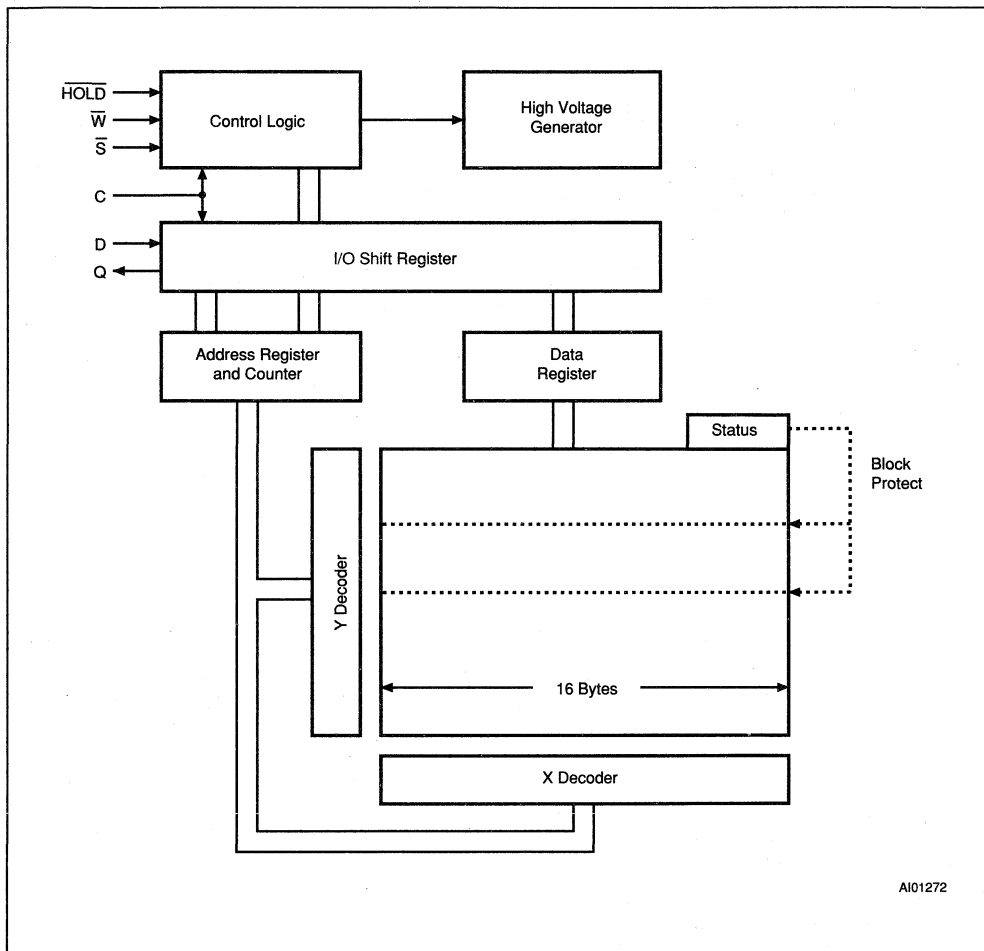 HOLD
W
S
C
D
Q
Control Logic
High Voltage
Generator
I/O Shift Register
Address Register
and Counter
Data
Register
Status
Block
Protect
Y Decoder
16 Bytes
X Decoder
AI01272